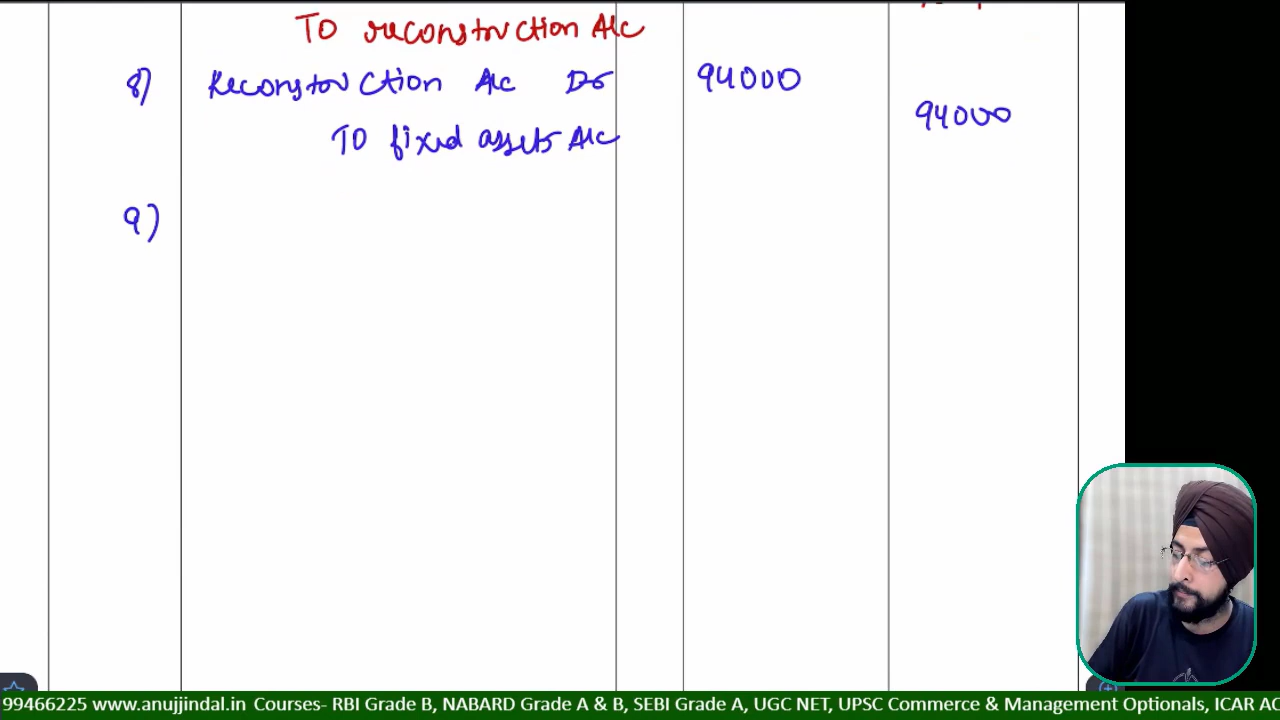 TO reconstruction A/c
8) Reconstruction A/c Dr 94000
TO fixed assets A/c 94000
9)
99466225 www.anujjindal.in Courses- RBI Grade B, NABARD Grade A & B, SEBI Grade A, UGC NET, UPSC Commerce & Management Optionals, ICAR AC